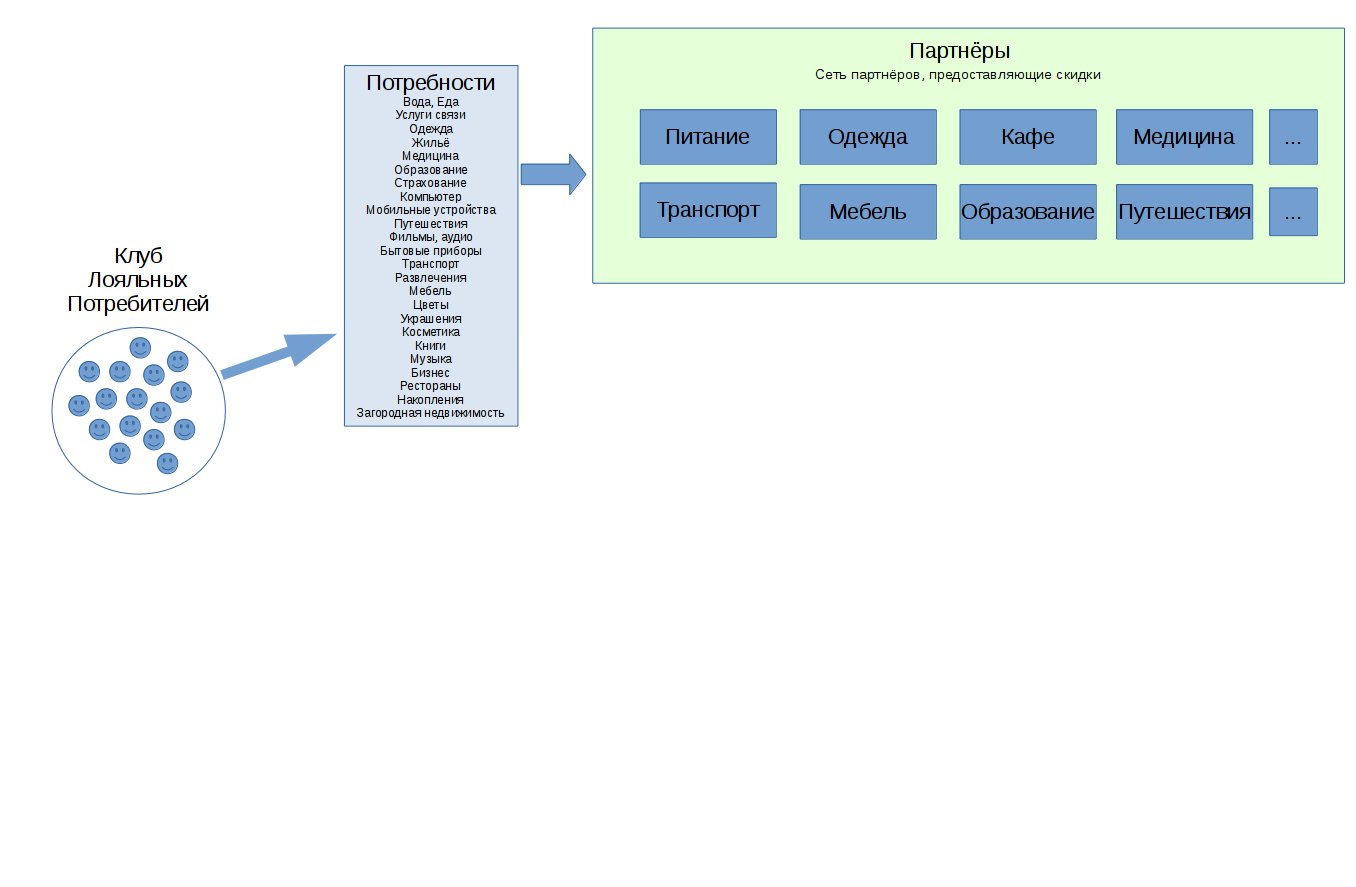 Клуб
Лояльных
Потребителей
Потребности
Вода, Еда
Услуги связи
Одежда
Жильё
Медицина
Образование
Страхование
Компьютер
Мобильные устройства
Путешествия
Фильмы, аудио
Бытовые приборы
Транспорт
Развлечения
Мебель
Цветы
Украшения
Косметика
Книги
Музыка
Бизнес
Рестораны
Накопления
Загородная недвижимость
Партнёры
Сеть партнёров, предоставляющие скидки
Питание
Одежда
Кафе
Медицина
...
Транспорт
Мебель
Образование
Путешествия
...